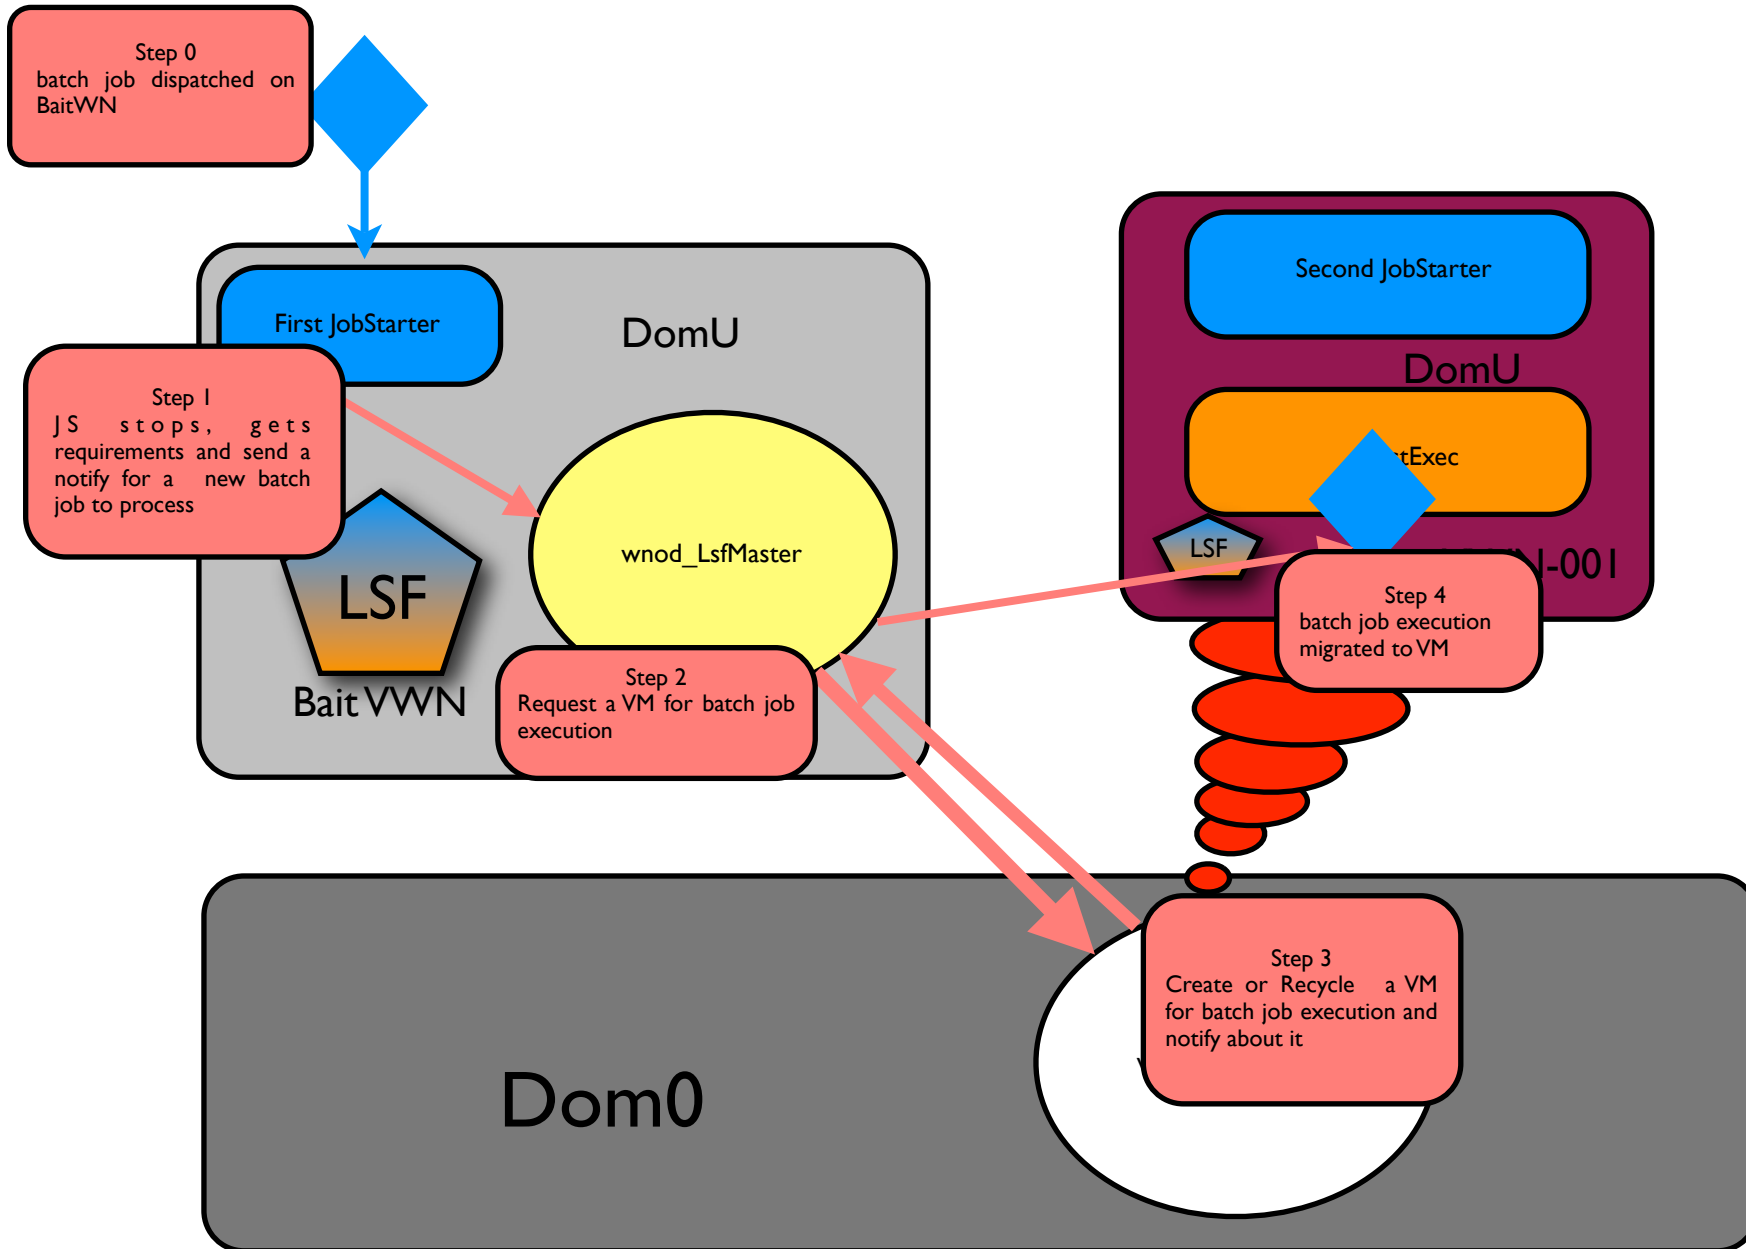 Step 0
batch job dispatched on
BaitWN
First JobStarter
DomU
Step 1
JS stops, gets
requirements and send a
notify for a new batch
job to process
LSF
Bait VWN
wnod_LsfMaster
Step 2
Request a VM for batch job
execution
Second JobStarter
DomU
LSF
Step 4
batch job execution
migrated to VM
Step 3
Create or Recycle a VM
for batch job execution and
notify about it
Dom0